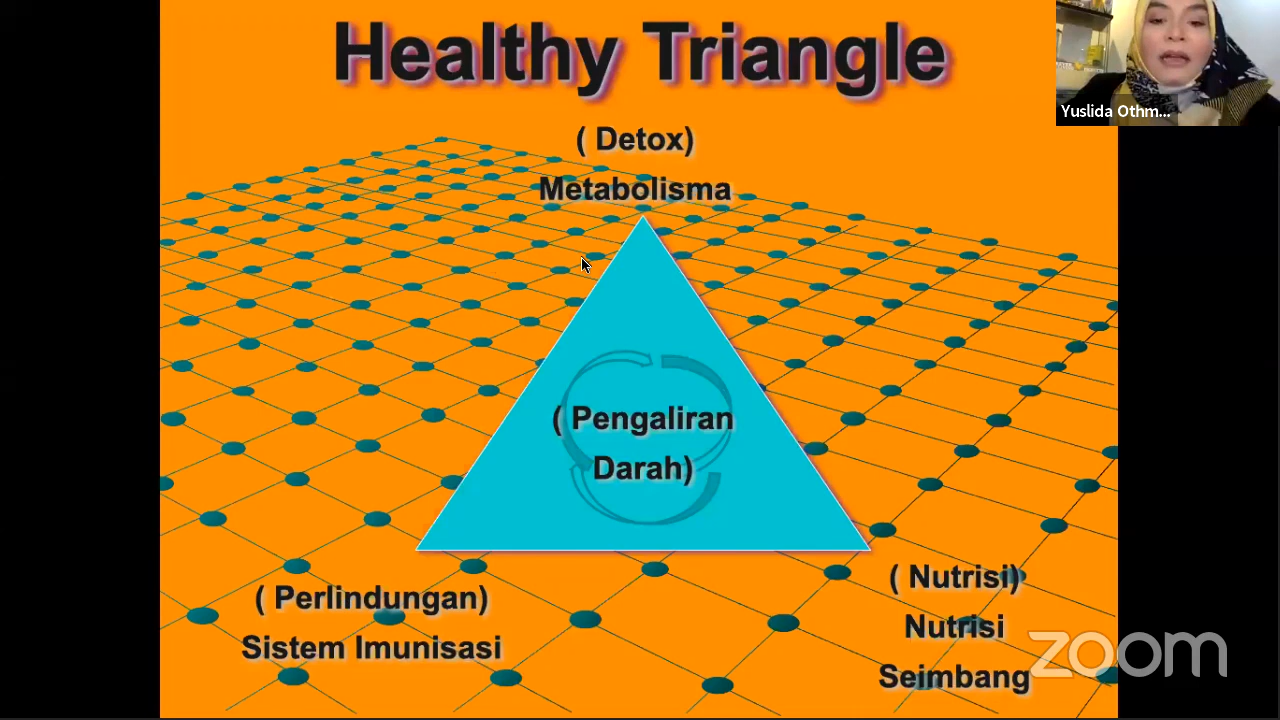 Healthy Triangle
Yuslida Othm...
( Detox)
Metabolisma
( Pengaliran
Darah)
( Perlindungan)
Sistem Imunisasi
( Nutrisi)
Nutrisi
Seimbang
zoom